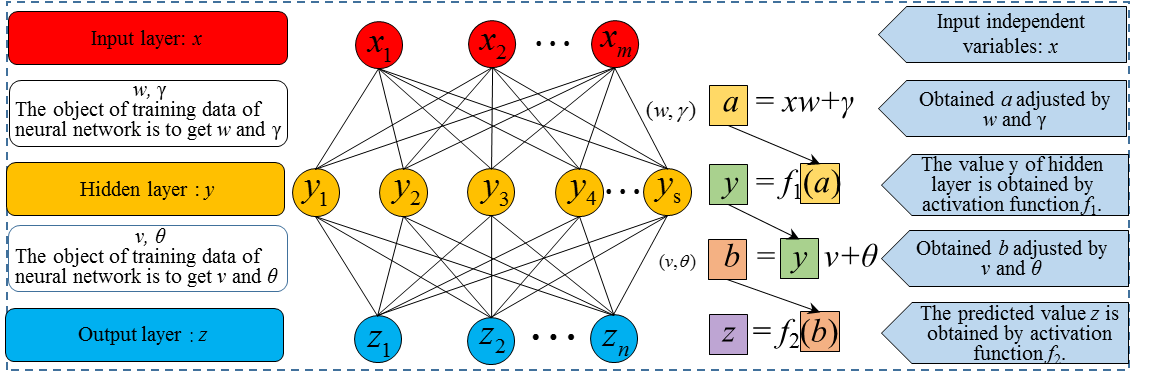 Input layer: x
x₁ x₂ ··· xₘ
Input independent
variables: x
w, γ
The object of training data of
neural network is to get w and γ
(w, γ)
a = xw+γ
Obtained a adjusted by
w and γ
Hidden layer : y
y₁ y₂ y₃ y₄ ··· yₛ
y = f₁(a)
The value y of hidden
layer is obtained by
activation function f₁.
v, θ
The object of training data of
neural network is to get v and θ
(v,θ)
b = y v+θ
Obtained b adjusted by
v and θ
Output layer : z
z₁ z₂ ··· zₙ
z = f₂(b)
The predicted value z is
obtained by activation
function f₂.